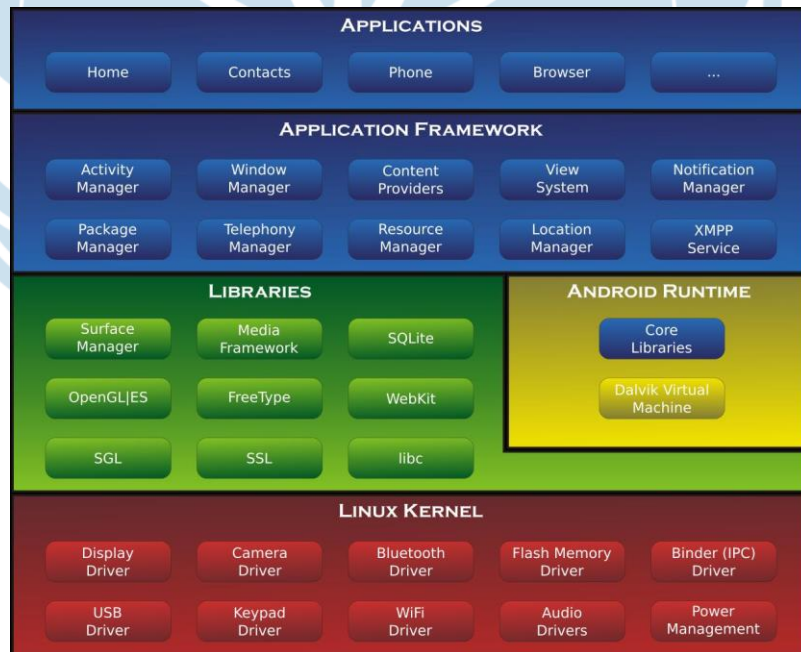 APPLICATIONS
Home
Contacts
Phone
Browser
...
APPLICATION FRAMEWORK
Activity
Manager
Window
Manager
Content
Providers
View
System
Notification
Manager
Package
Manager
Telephony
Manager
Resource
Manager
Location
Manager
XMPP
Service
LIBRARIES
Surface
Manager
Media
Framework
SQLite
OpenGL|ES
FreeType
WebKit
SGL
SSL
libc
ANDROID RUNTIME
Core
Libraries
Dalvik Virtual
Machine
LINUX KERNEL
Display
Driver
Camera
Driver
Bluetooth
Driver
Flash Memory
Driver
Binder (IPC)
Driver
USB
Driver
Keypad
Driver
WiFi
Driver
Audio
Drivers
Power
Management